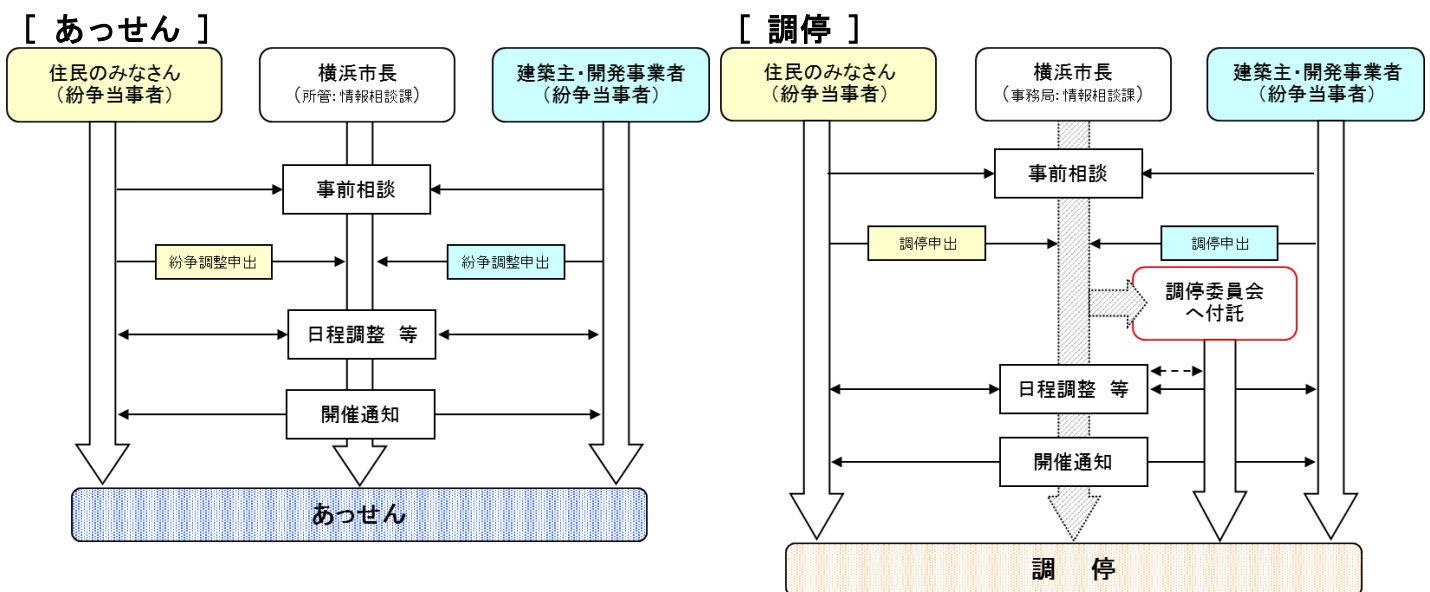 [ あっせん ]
住民のみなさん
（紛争当事者）
横浜市長
（所管：情報相談課）
建築主・開発事業者
（紛争当事者）
事前相談
紛争調整申出
紛争調整申出
日程調整 等
開催通知
あっせん
[ 調停 ]
住民のみなさん
（紛争当事者）
横浜市長
（事務局：情報相談課）
建築主・開発事業者
（紛争当事者）
事前相談
調停申出
調停申出
調停委員会
へ付託
日程調整 等
開催通知
調 停